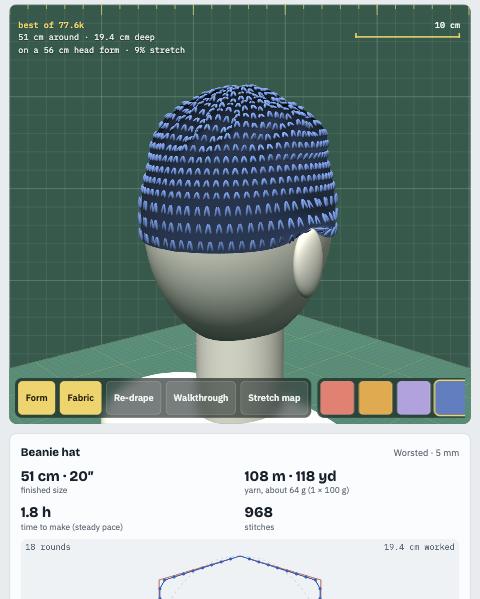 best of 77.6k
10 cm
51 cm around · 19.4 cm deep
on a 56 cm head form · 9% stretch
Form
Fabric
Re-drape
Walkthrough
Stretch map
Beanie hat
Worsted · 5 mm
51 cm · 20″
108 m · 118 yd
finished size
yarn, about 64 g (1 × 100 g)
1.8 h
968
time to make (steady pace)
stitches
18 rounds
19.4 cm worked